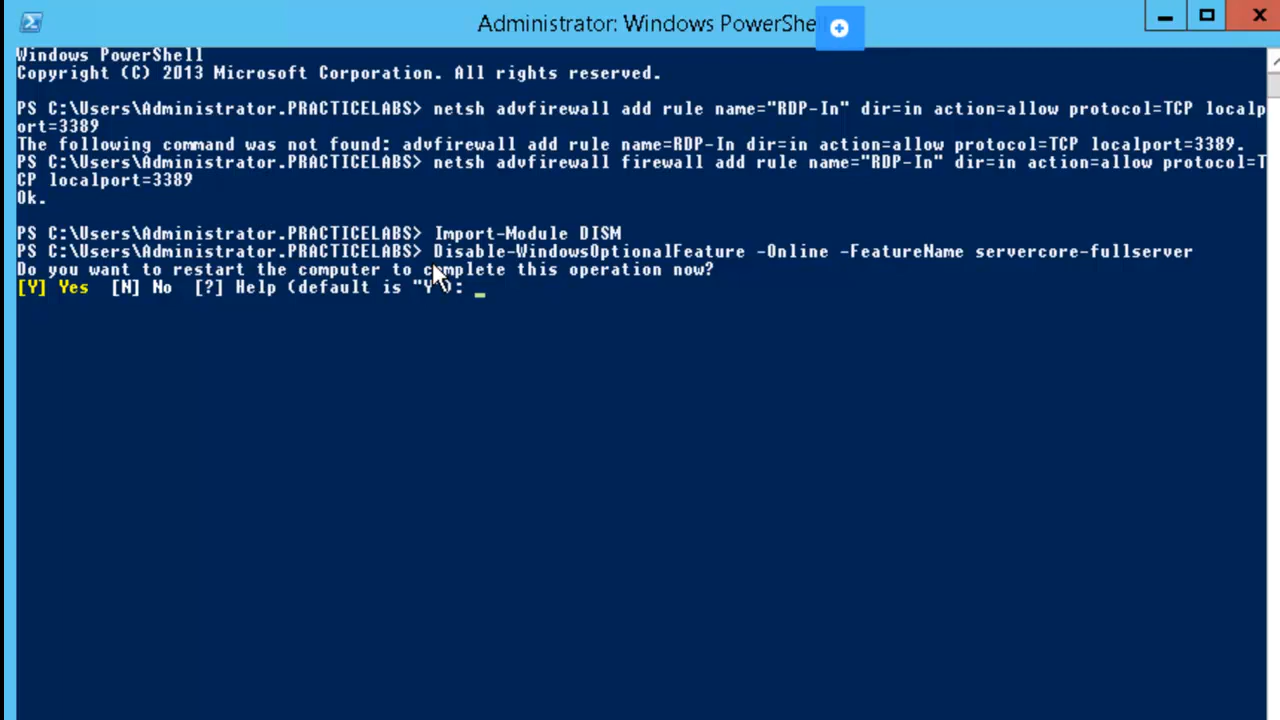 Administrator: Windows PowerShe
Windows PowerShell
Copyright (C) 2013 Microsoft Corporation. All rights reserved.
PS C:\Users\Administrator.PRACTICELABS> netsh advfirewall add rule name="RDP-In" dir=in action=allow protocol=TCP localp
ort=3389
The following command was not found: advfirewall add rule name=RDP-In dir=in action=allow protocol=TCP localport=3389.
PS C:\Users\Administrator.PRACTICELABS> netsh advfirewall firewall add rule name="RDP-In" dir=in action=allow protocol=T
CP localport=3389
Ok.
PS C:\Users\Administrator.PRACTICELABS> Import-Module DISM
PS C:\Users\Administrator.PRACTICELABS> Disable-WindowsOptionalFeature -Online -FeatureName servercore-fullserver
Do you want to restart the computer to complete this operation now?
[Y] Yes  [N] No  [?] Help (default is "Y"):